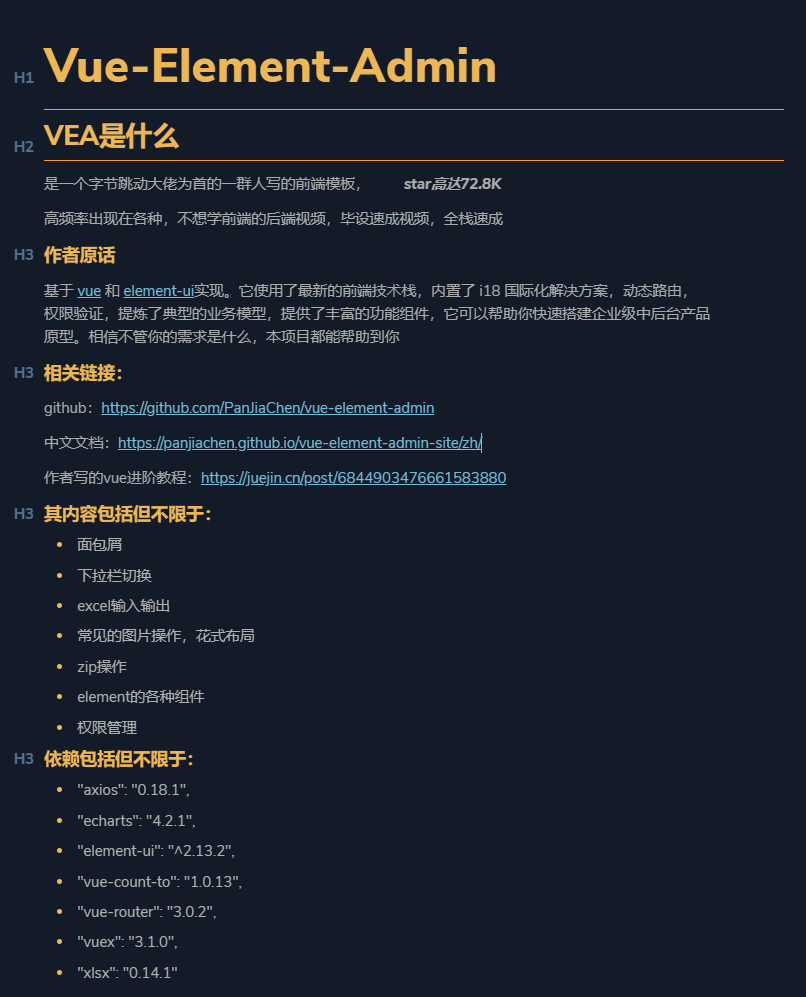 H1 Vue-Element-Admin
H2 VEA是什么
是一个字节跳动大佬为首的一群人写的前端模板， star高达72.8K
高频率出现在各种，不想学前端的后端视频，毕设速成视频，全栈速成
H3 作者原话
基于 vue 和 element-ui实现。它使用了最新的前端技术栈，内置了 i18 国际化解决方案，动态路由，
权限验证，提炼了典型的业务模型，提供了丰富的功能组件，它可以帮助你快速搭建企业级中后台产品
原型。相信不管你的需求是什么，本项目都能帮助到你
H3 相关链接：
github：https://github.com/PanJiaChen/vue-element-admin
中文文档：https://panjiachen.github.io/vue-element-admin-site/zh/
作者写的vue进阶教程：https://juejin.cn/post/6844903476661583880
H3 其内容包括但不限于：
• 面包屑
• 下拉栏切换
• excel输入输出
• 常见的图片操作，花式布局
• zip操作
• element的各种组件
• 权限管理
H3 依赖包括但不限于：
• "axios": "0.18.1",
• "echarts": "4.2.1",
• "element-ui": "^2.13.2",
• "vue-count-to": "1.0.13",
• "vue-router": "3.0.2",
• "vuex": "3.1.0",
• "xlsx": "0.14.1"